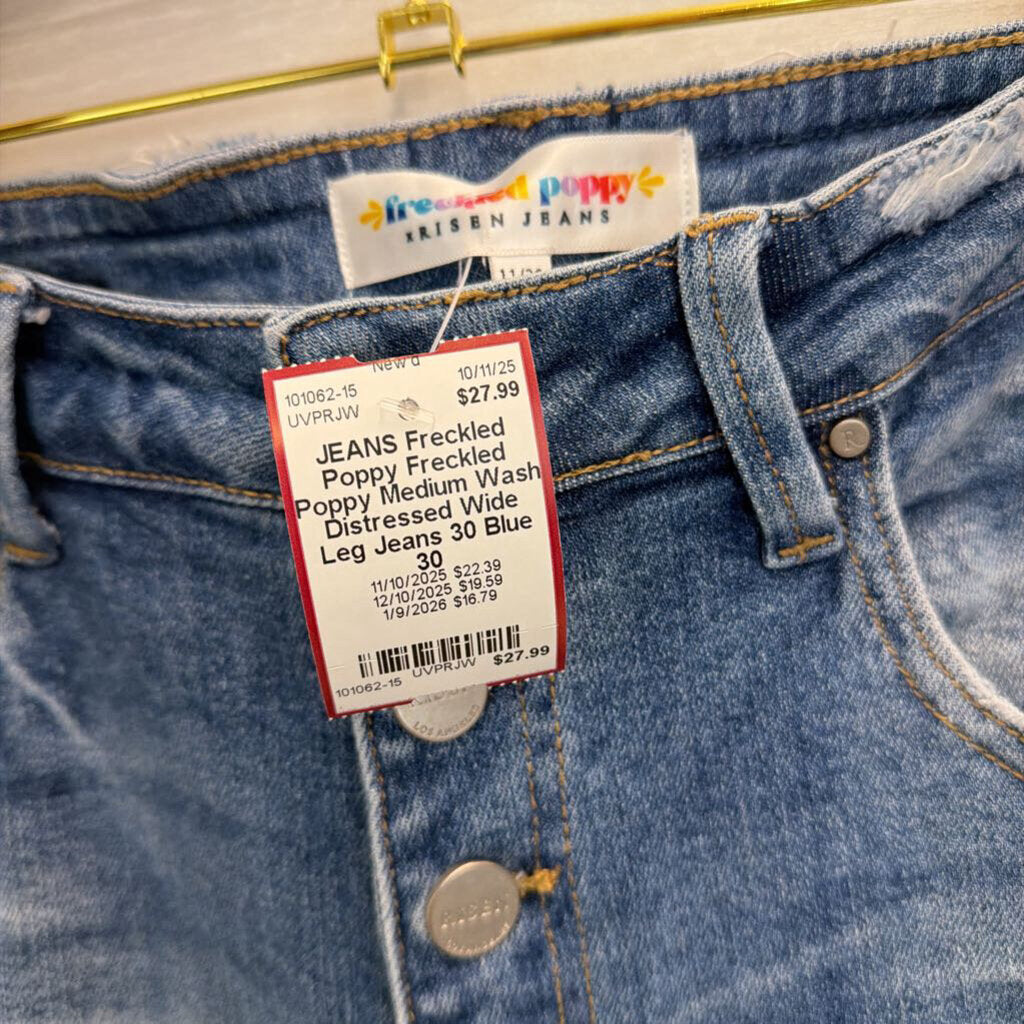 freckled poppy
xRISEN JEANS
10/11/25
101062-15
UVPRJW
$27.99
JEANS Freckled
Poppy Freckled
Poppy Medium Wash
Distressed Wide
Leg Jeans 30 Blue
30
11/10/2025 $22.39
12/10/2025 $19.59
1/9/2026 $16.79
101062-15 UVPRJW $27.99
LOS ANGELES
R